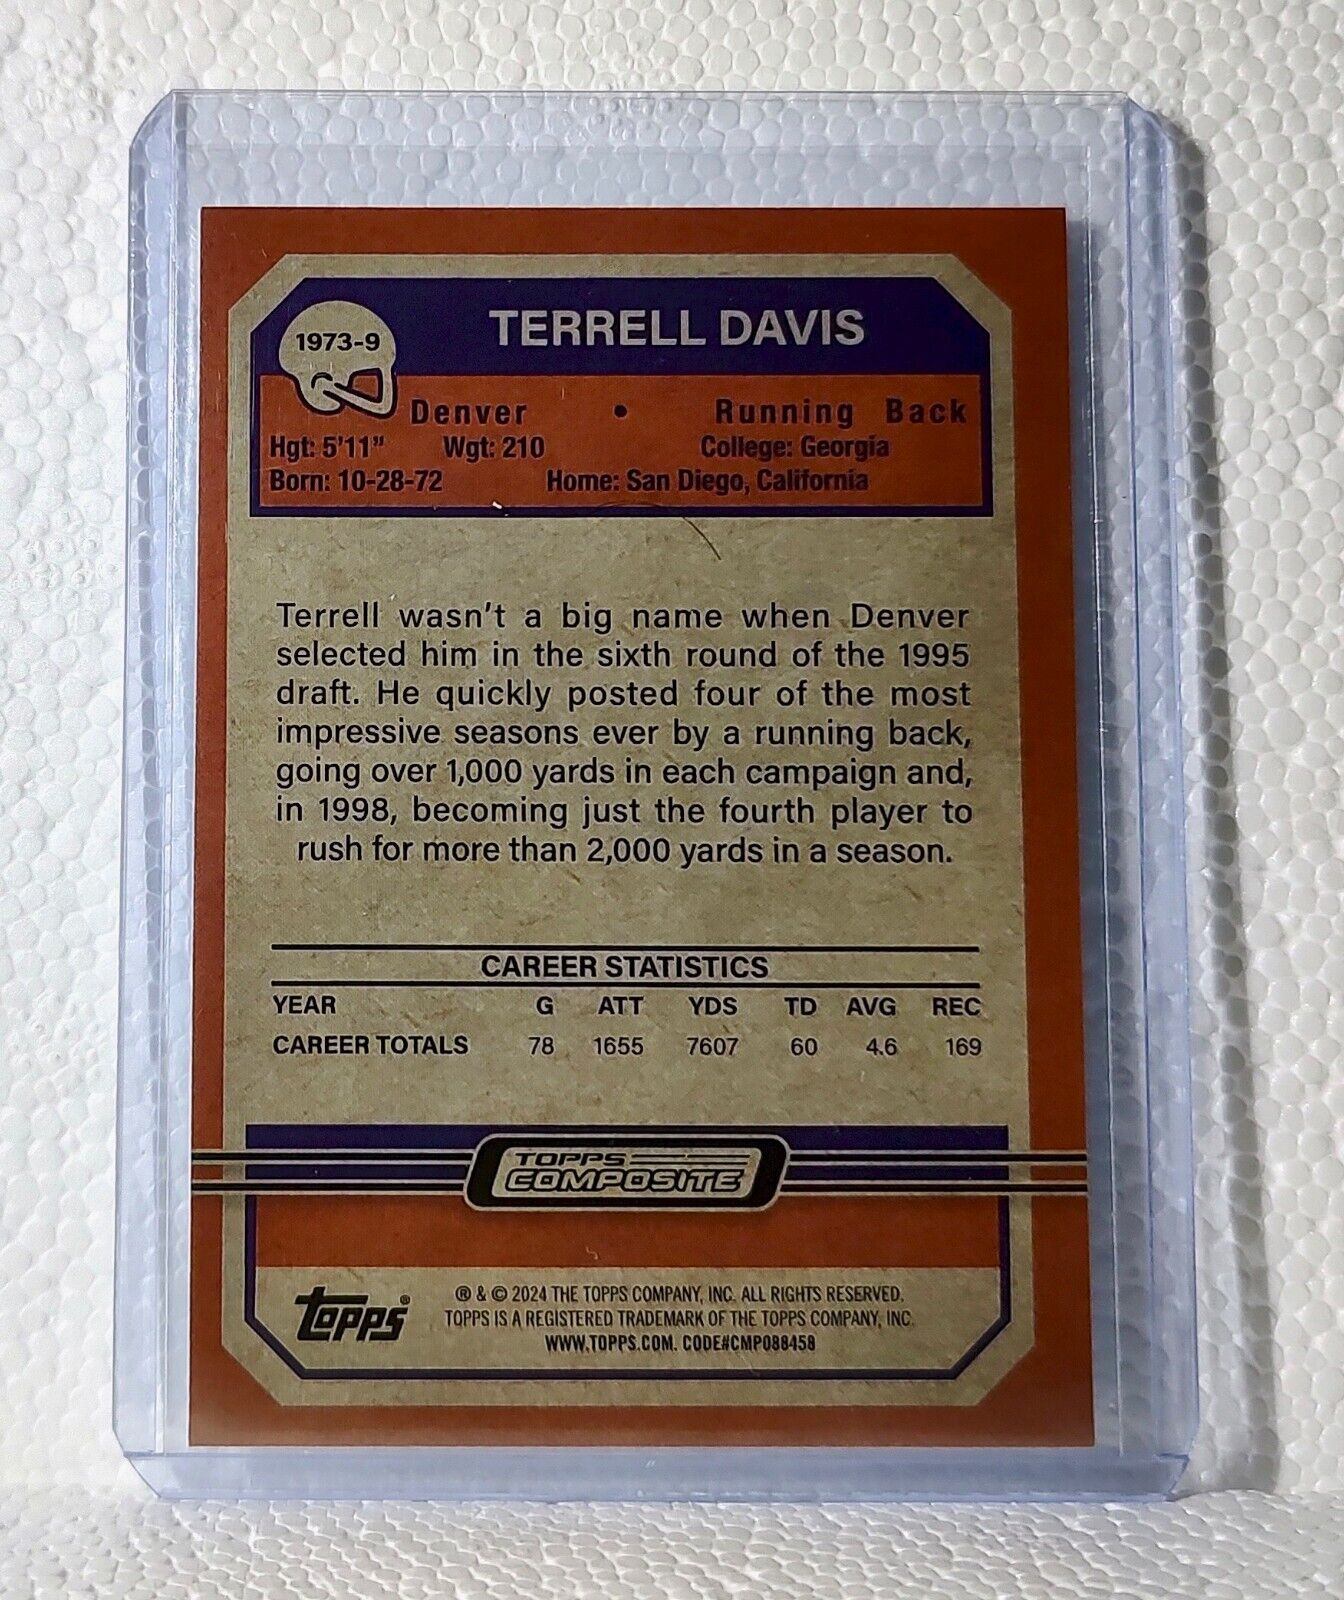 1973-9
TERRELL DAVIS
Denver • Running Back
Hgt: 5'11" Wgt: 210 College: Georgia
Born: 10-28-72 Home: San Diego, California
Terrell wasn't a big name when Denver
selected him in the sixth round of the 1995
draft. He quickly posted four of the most
impressive seasons ever by a running back,
going over 1,000 yards in each campaign and,
in 1998, becoming just the fourth player to
rush for more than 2,000 yards in a season.
CAREER STATISTICS
YEAR G ATT YDS TD AVG REC
CAREER TOTALS 78 1655 7607 60 4.6 169
TOPPS
COMPOSITE
Topps®
® & © 2024 THE TOPPS COMPANY, INC. ALL RIGHTS RESERVED.
TOPPS IS A REGISTERED TRADEMARK OF THE TOPPS COMPANY, INC.
WWW.TOPPS.COM. CODE#CMP088458